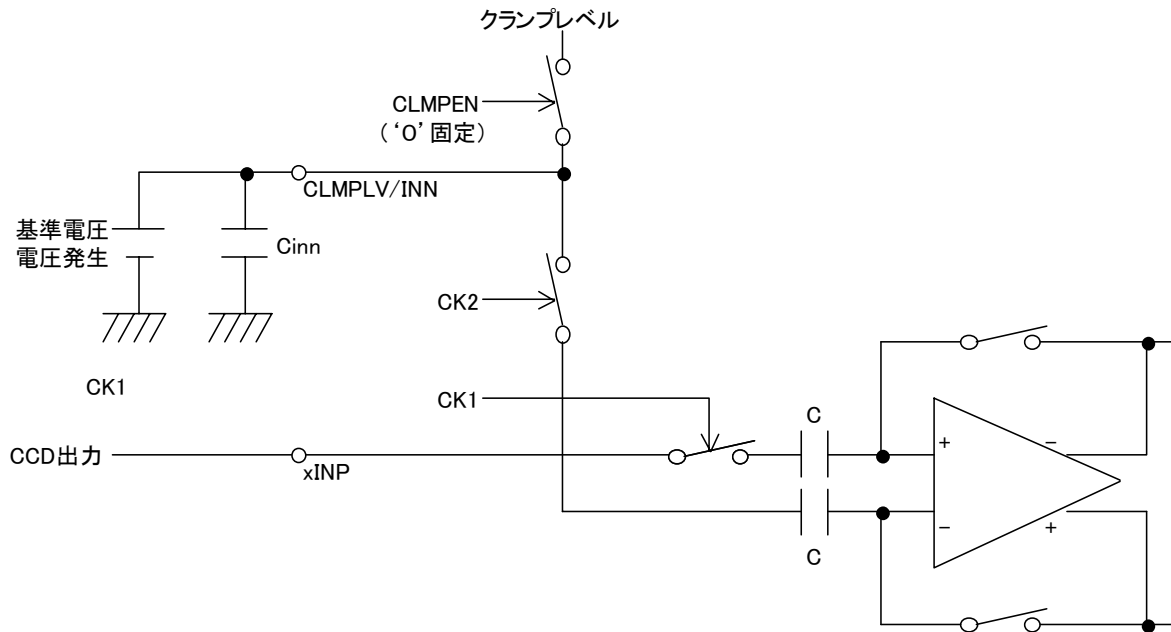 クランプレベル
CLMPEN
(‘0’固定)
CLMPLV/INN
基準電圧
電圧発生
Cinn
CK2
CK1
CK1
C
+
−
CCD出力
xINP
−
+
C